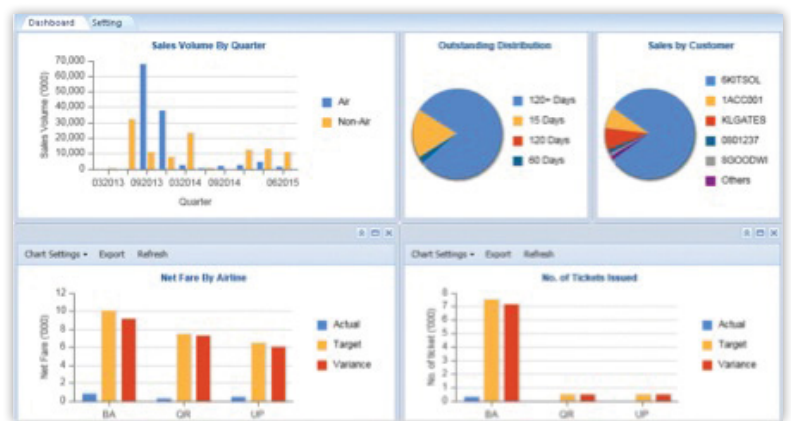 Dashboard Setting
Sales Volume By Quarter
Sales Volume ('000)
70,000
60,000
50,000
40,000
30,000
20,000
10,000
0
032013 092013 032014 092014 062015
Quarter
Air
Non-Air
Outstanding Distribution
120+ Days
15 Days
120 Days
60 Days
Sales by Customer
6KITSOL
1ACC001
KLGATES
0801237
8GOODWI
Others
Chart Settings Export Refresh
Net Fare By Airline
Net Fare ('000)
12
10
8
6
4
2
0
BA QR UP
Actual
Target
Variance
Chart Settings Export Refresh
No. of Tickets Issued
No. of ticket ('000)
8
7
6
5
4
3
2
1
0
BA QR UP
Actual
Target
Variance